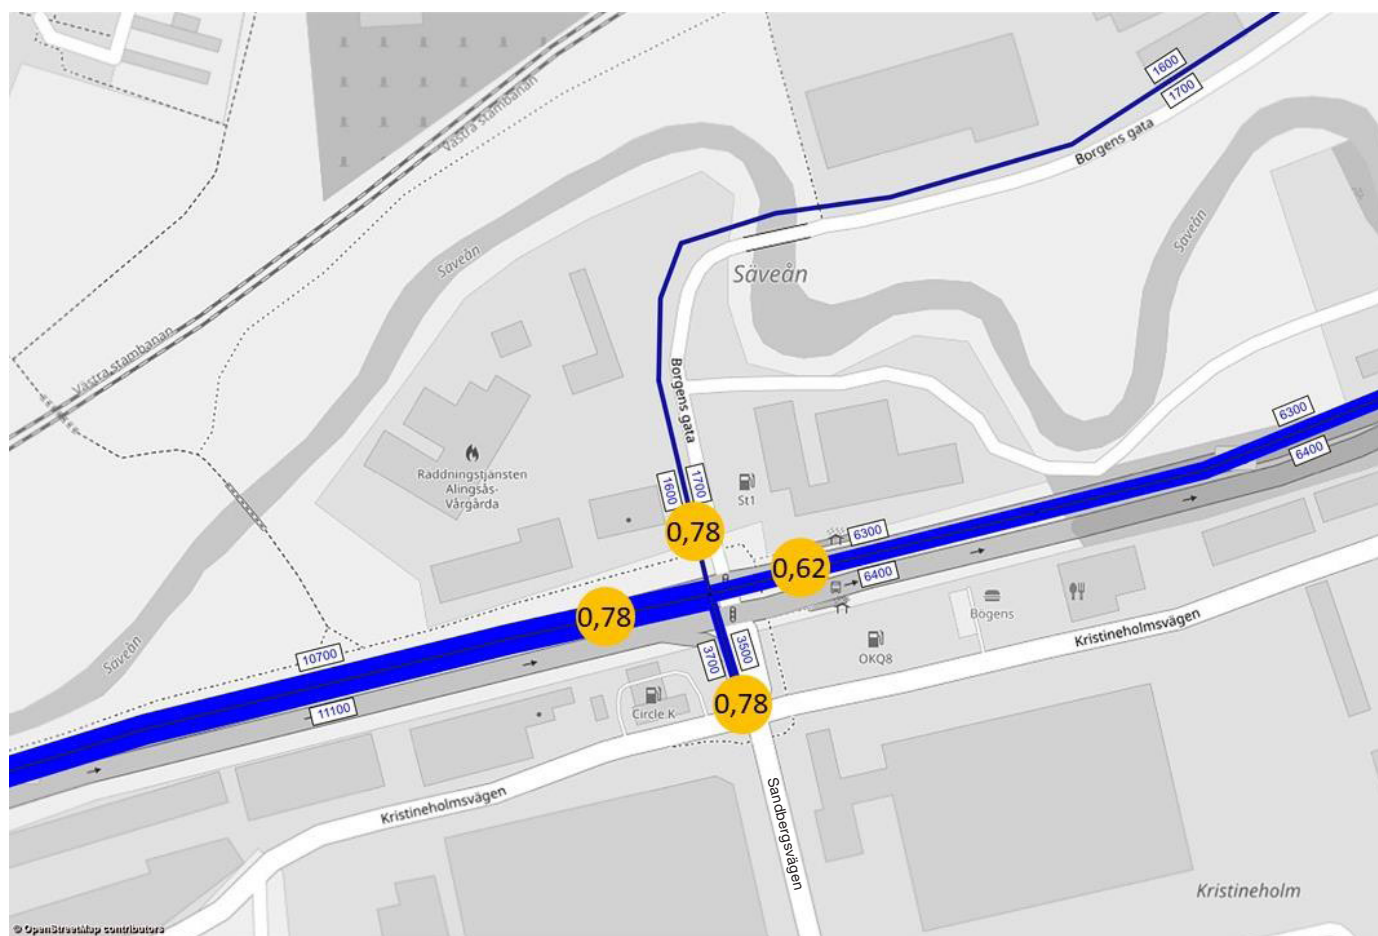 Västra stambanan
1600
1700
Borgens gata
Säveån
Säveån
Säveån
Västra stambanan
Borgens gata
6300
6400
Räddningstjänsten
Alingsås-
Vårgårda
1600
1700
St1
0,78
6300
0,62
6400
0,78
Bögens
Kristineholmsvägen
OKQ8
Säveån
10700
3700
3500
11100
Circle K
0,78
Kristineholmsvägen
Sandbergsvägen
Kristineholm
© OpenStreetMap contributors